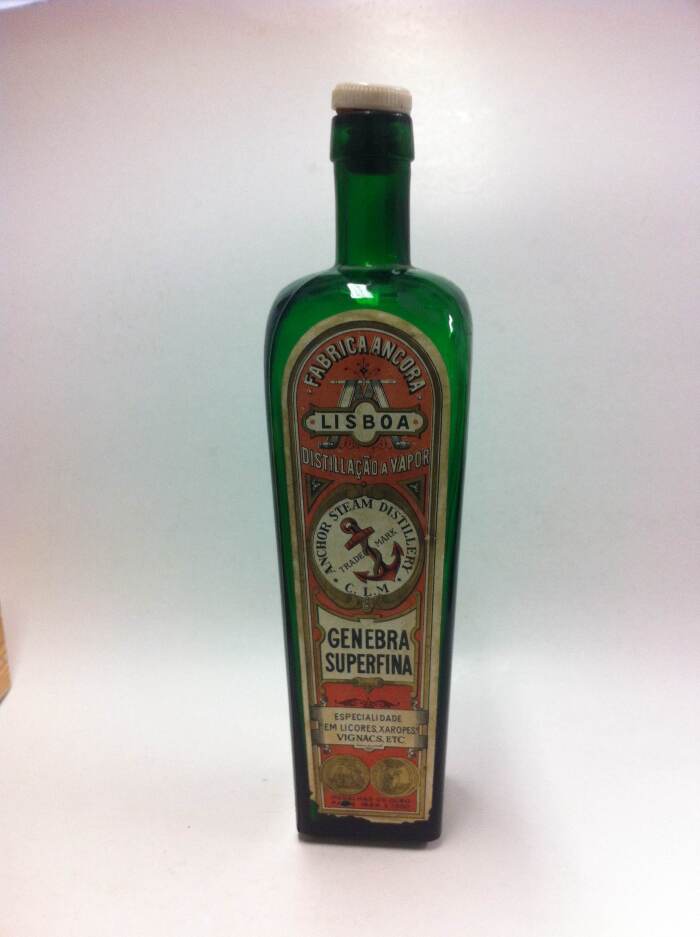 FABRICA ANCORA
LISBOA
DISTILLAÇÃO A VAPOR
ANCHOR STEAM DISTILLERY
TRADE MARK
C. L. M
GENEBRA
SUPERFINA
ESPECIALIDADE
EM LICORES, XAROPES,
VIGNACS, ETC